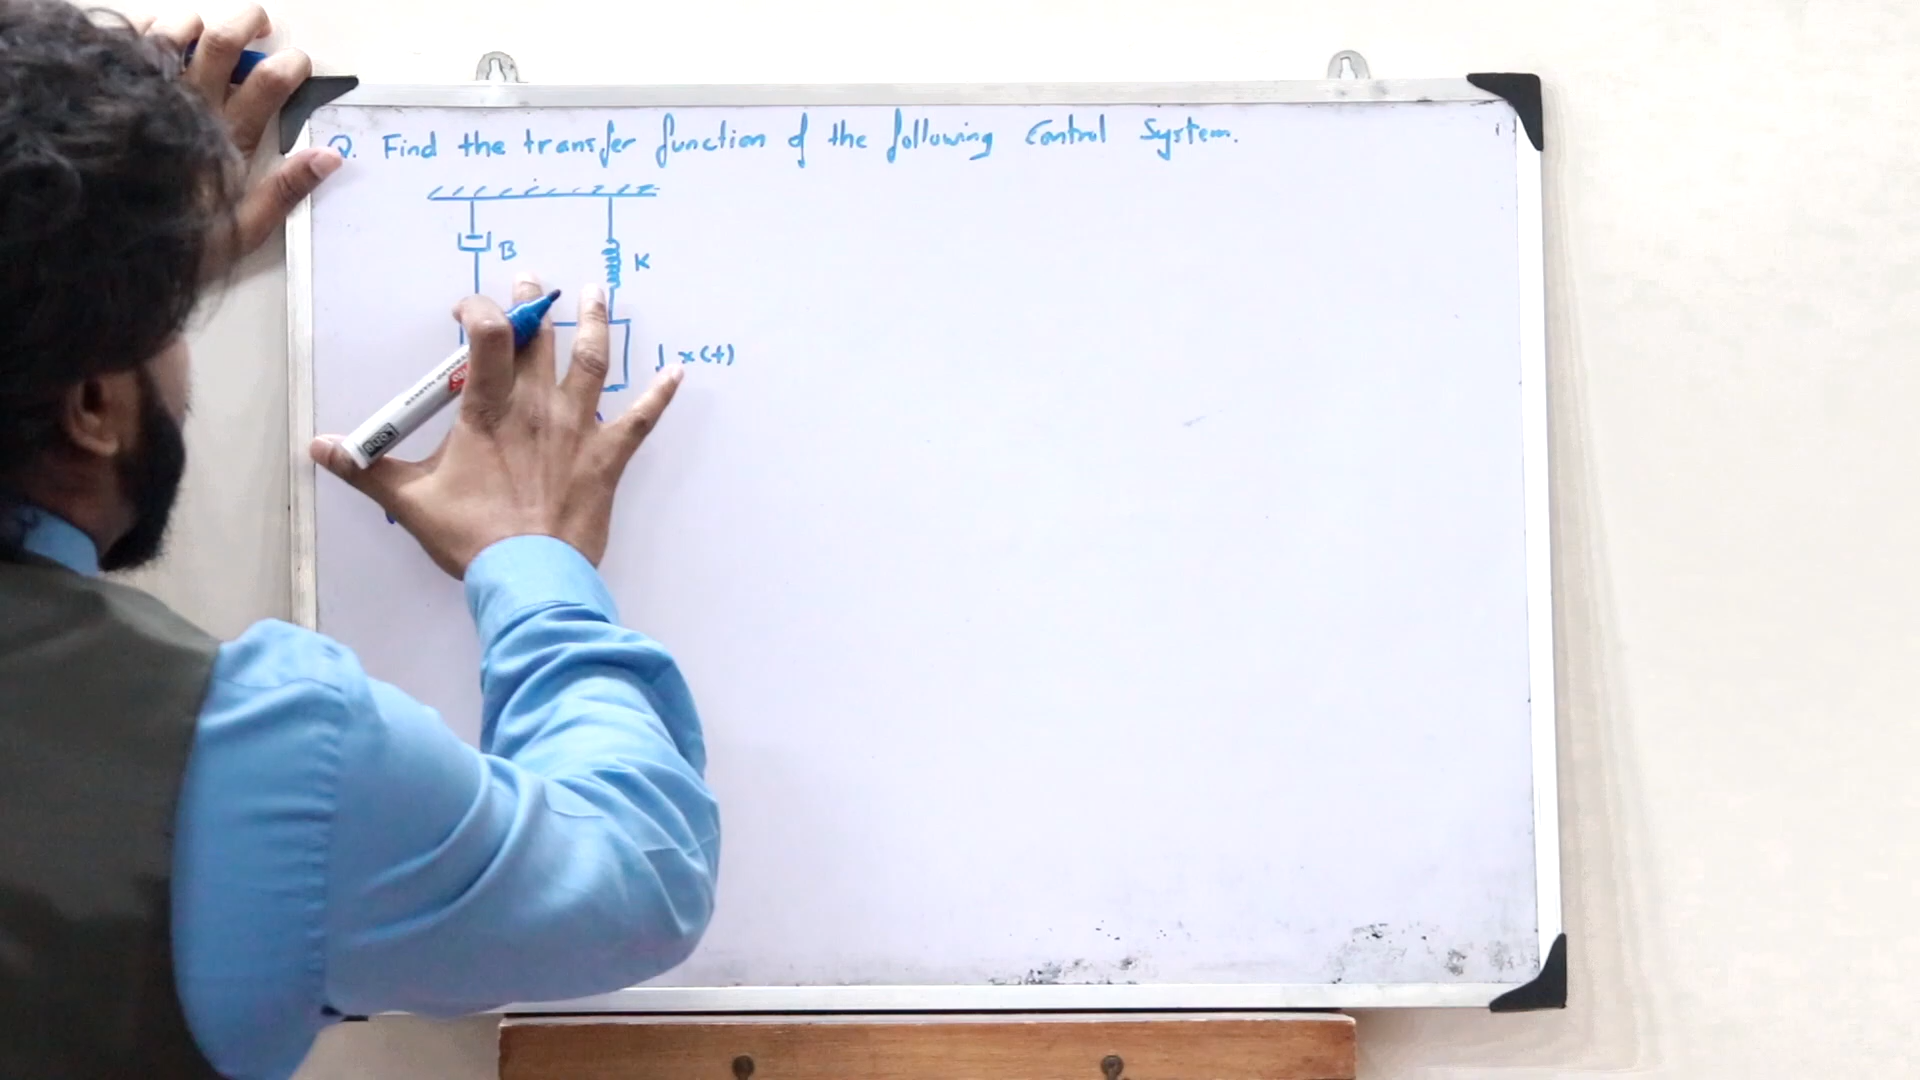 Q. Find the transfer function of the following Control System.
B
K
x(t)